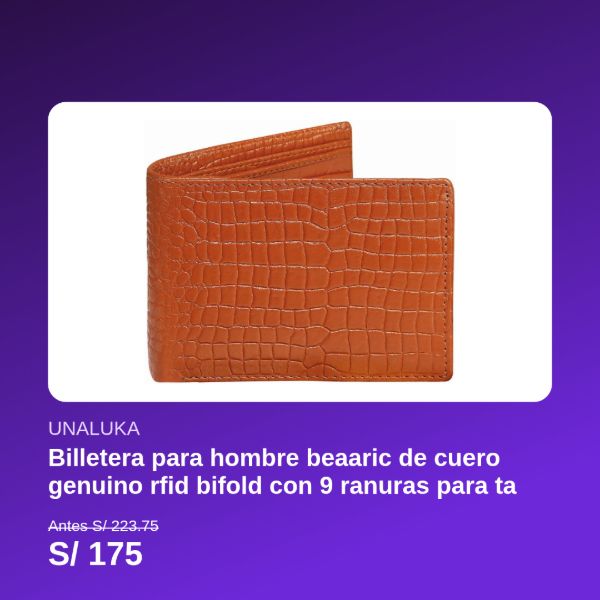 UNALUKA
Billetera para hombre beaaric de cuero
genuino rfid bifold con 9 ranuras para ta
Antes S/ 223.75
S/ 175